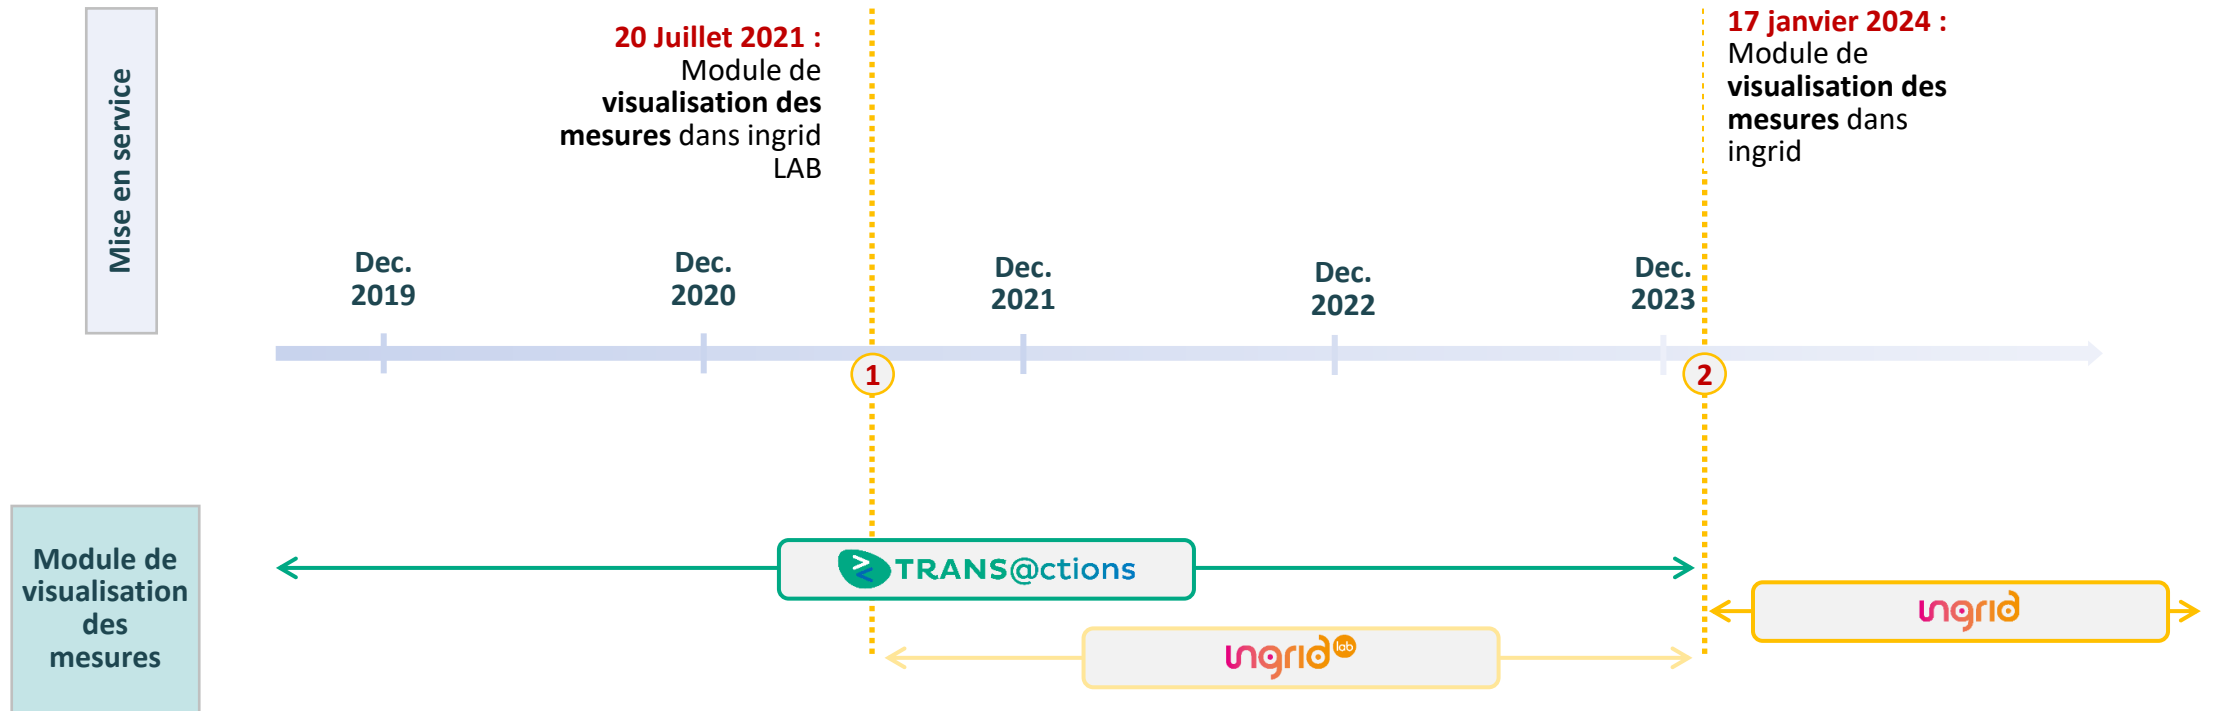 Mise en service
20 Juillet 2021 :
Module de
visualisation des
mesures dans ingrid
LAB
17 janvier 2024 :
Module de
visualisation des
mesures dans
ingrid
Dec.
2019
Dec.
2020
Dec.
2021
Dec.
2022
Dec.
2023
1
2
Module de
visualisation
des
mesures
TRANS@ctions
ingrid
ingrid lab